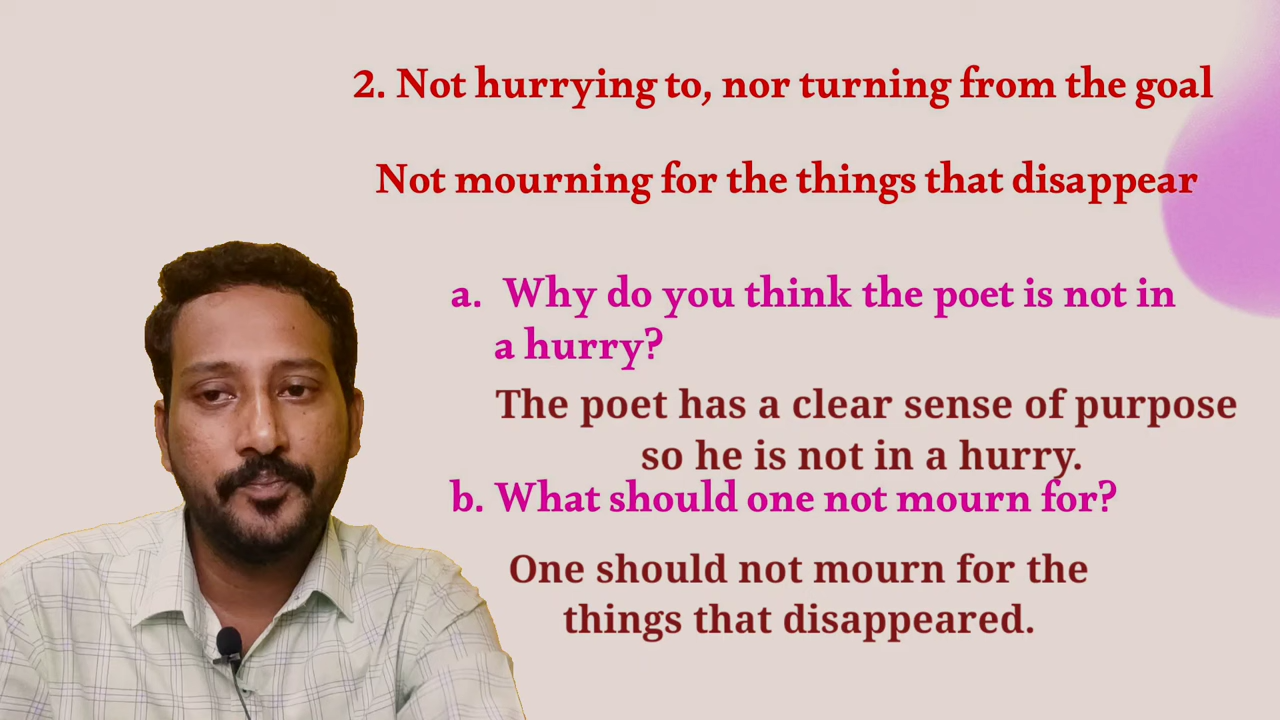 2. Not hurrying to, nor turning from the goal
Not mourning for the things that disappear
a. Why do you think the poet is not in
a hurry?
The poet has a clear sense of purpose
so he is not in a hurry.
b. What should one not mourn for?
One should not mourn for the
things that disappeared.